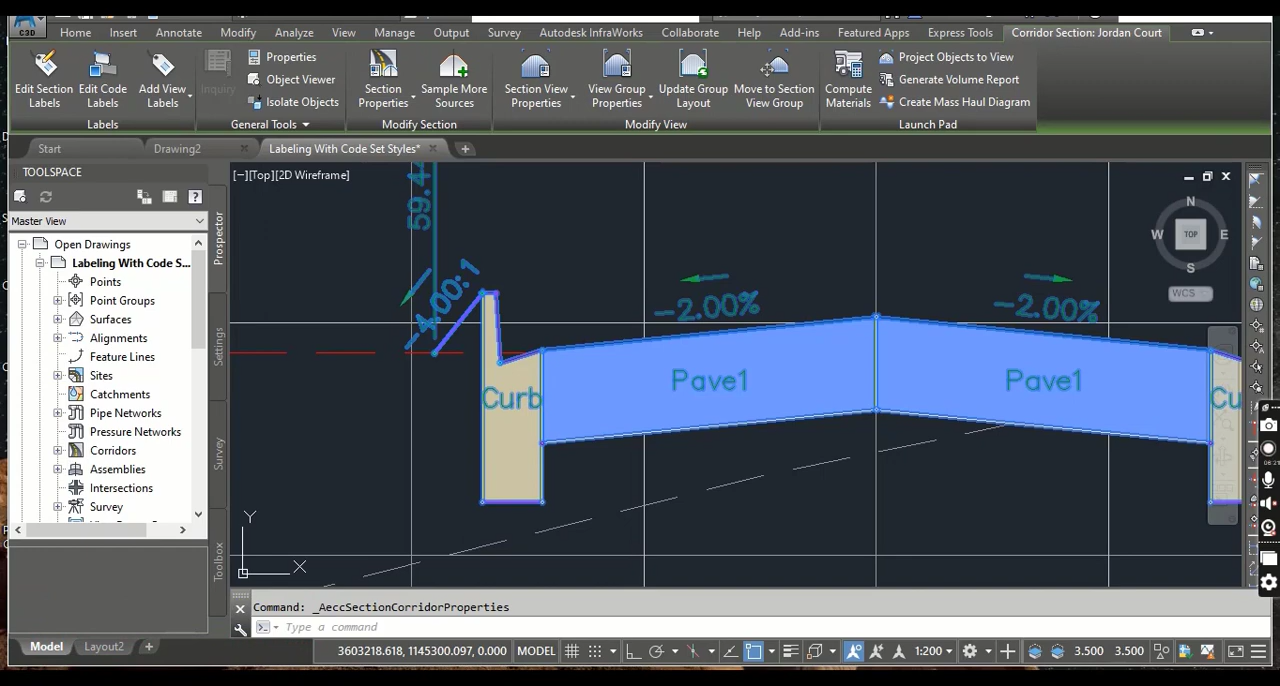 C3D
Home Insert Annotate Modify Analyze View Manage Output Survey Autodesk InfraWorks Collaborate Help Add-ins Featured Apps Express Tools Corridor Section: Jordan Court
Edit Section Labels
Edit Code Labels
Add View Labels
Labels
Inquiry
Properties
Object Viewer
Isolate Objects
General Tools
Section Properties
Sample More Sources
Modify Section
Section View Properties
View Group Properties
Update Group Layout
Move to Section View Group
Modify View
Compute Materials
Project Objects to View
Generate Volume Report
Create Mass Haul Diagram
Launch Pad
Start Drawing2 Labeling With Code Set Styles*
TOOLSPACE
Master View
Open Drawings
Labeling With Code S...
Points
Point Groups
Surfaces
Alignments
Feature Lines
Sites
Catchments
Pipe Networks
Pressure Networks
Corridors
Assemblies
Intersections
Survey
Prospector
Settings
Survey
Toolbox
[−][Top][2D Wireframe]
59.4
-4.00:1
-2.00%
-2.00%
Curb
Pave1
Pave1
Cu
N
W TOP E
S
WCS
Y
X
Command: _AeccSectionCorridorProperties
Type a command
Model Layout2 +
3603218.618, 1145300.097, 0.000 MODEL 1:200 3.500 3.500